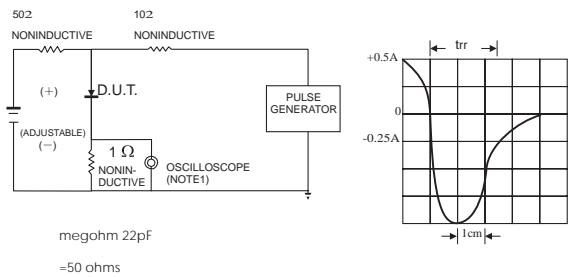 50Ω
NONINDUCTIVE
10Ω
NONINDUCTIVE
(+)
D.U.T.
PULSE
GENERATOR
(ADJUSTABLE)
(−)
1 Ω
NONIN-
DUCTIVE
OSCILLOSCOPE
(NOTE1)
trr
+0.5A
0
-0.25A
1cm
megohm 22pF
=50 ohms